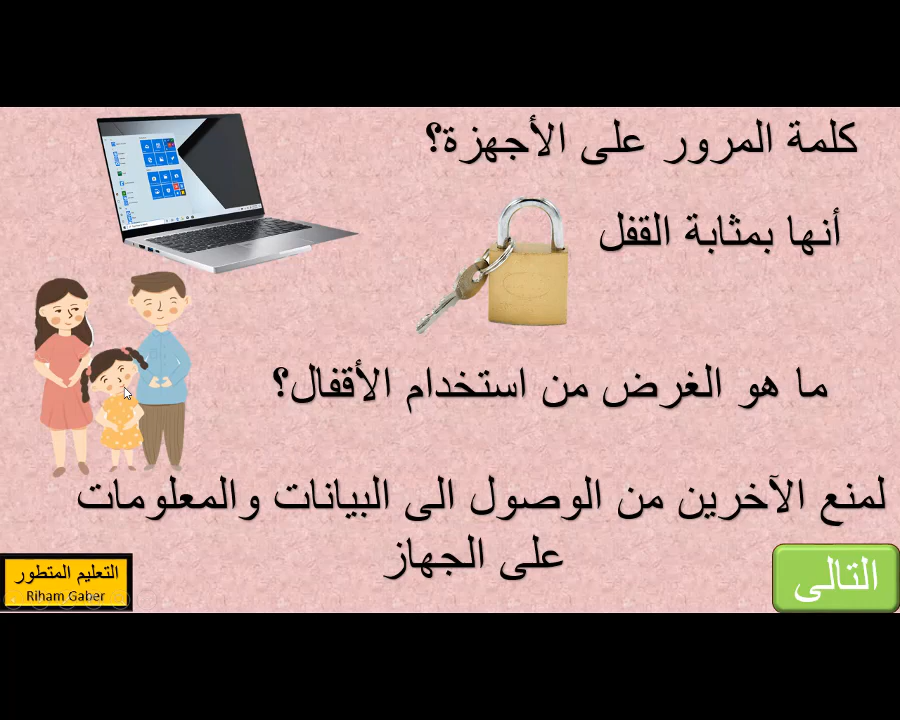 كلمة المرور على الأجهزة؟
أنها بمثابة القفل
ما هو الغرض من استخدام الأقفال؟
لمنع الآخرين من الوصول الى البيانات والمعلومات
على الجهاز
التالى
التعليم المتطور
Riham Gaber